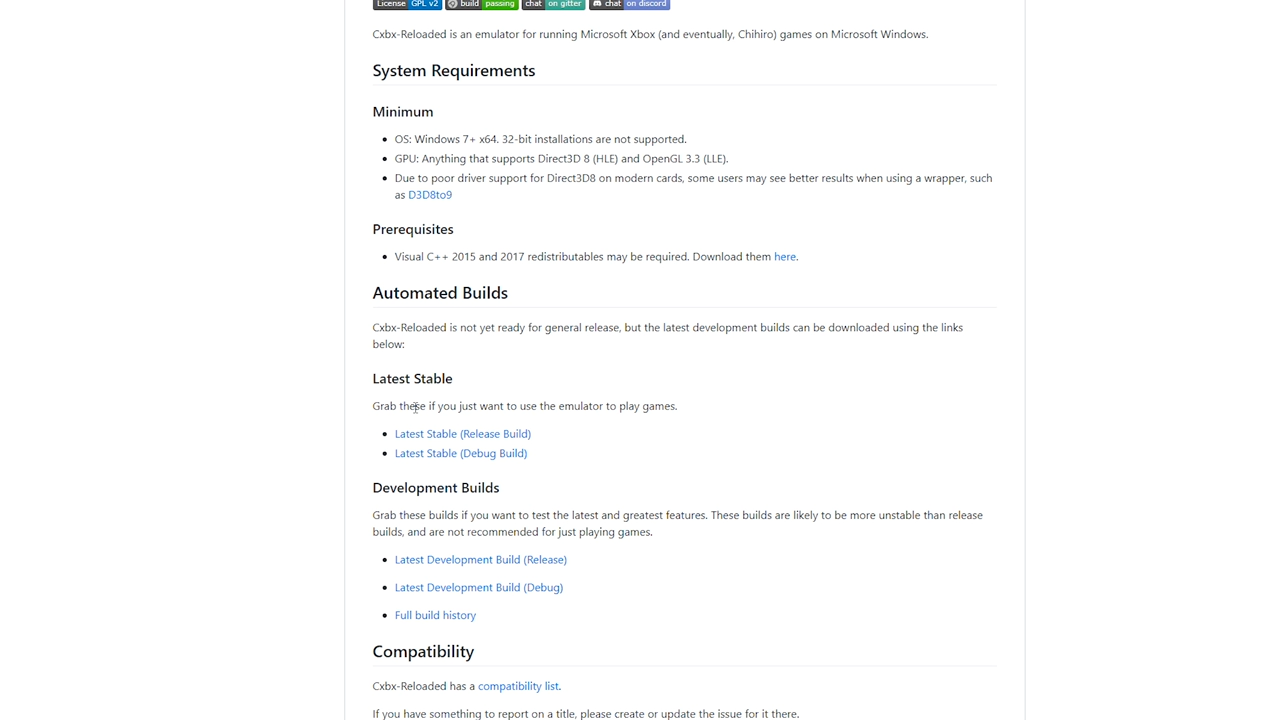 License GPL v2 build passing chat on gitter chat on discord
Cxbx-Reloaded is an emulator for running Microsoft Xbox (and eventually, Chihiro) games on Microsoft Windows.
System Requirements
Minimum
OS: Windows 7+ x64. 32-bit installations are not supported.
GPU: Anything that supports Direct3D 8 (HLE) and OpenGL 3.3 (LLE).
Due to poor driver support for Direct3D8 on modern cards, some users may see better results when using a wrapper, such
as D3D8to9
Prerequisites
Visual C++ 2015 and 2017 redistributables may be required. Download them here.
Automated Builds
Cxbx-Reloaded is not yet ready for general release, but the latest development builds can be downloaded using the links
below:
Latest Stable
Grab these if you just want to use the emulator to play games.
Latest Stable (Release Build)
Latest Stable (Debug Build)
Development Builds
Grab these builds if you want to test the latest and greatest features. These builds are likely to be more unstable than release
builds, and are not recommended for just playing games.
Latest Development Build (Release)
Latest Development Build (Debug)
Full build history
Compatibility
Cxbx-Reloaded has a compatibility list.
If you have something to report on a title, please create or update the issue for it there.